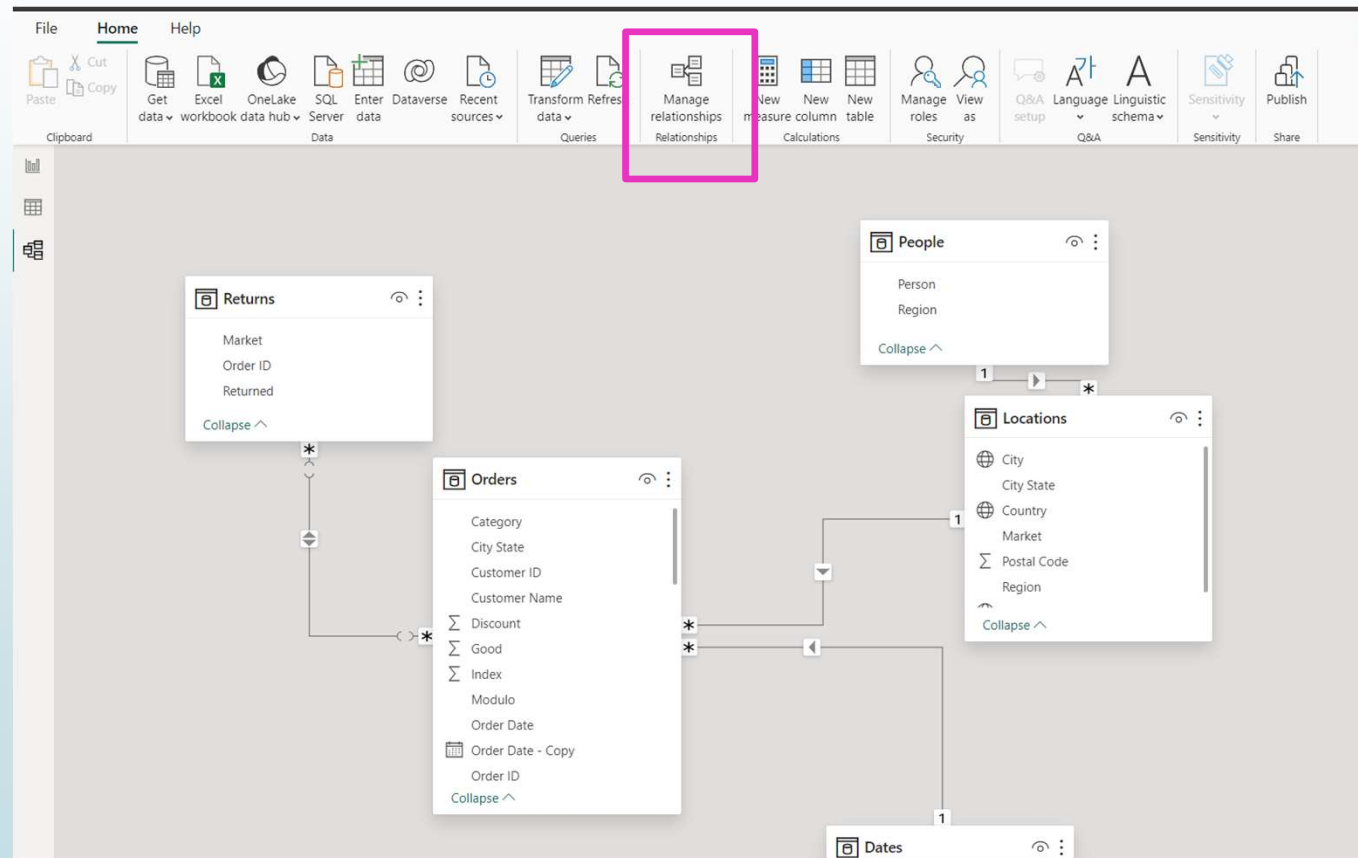 File Home Help
Paste
Cut
Copy
Clipboard
Get data
Excel workbook
OneLake data hub
SQL Server
Enter data
Dataverse
Recent sources
Data
Transform data
Refres
Queries
Manage relationships
Relationships
New measure
New column
New table
Calculations
Manage roles
View as
Security
Q&A setup
Language
Linguistic schema
Q&A
Sensitivity
Sensitivity
Publish
Share
People
Person
Region
Collapse
1
*
Returns
Market
Order ID
Returned
Collapse
*
Locations
City
City State
Country
Market
Σ Postal Code
Region
Collapse
1
Orders
Category
City State
Customer ID
Customer Name
Σ Discount
Σ Good
Σ Index
Modulo
Order Date
Order Date - Copy
Order ID
Collapse
*
*
*
1
Dates